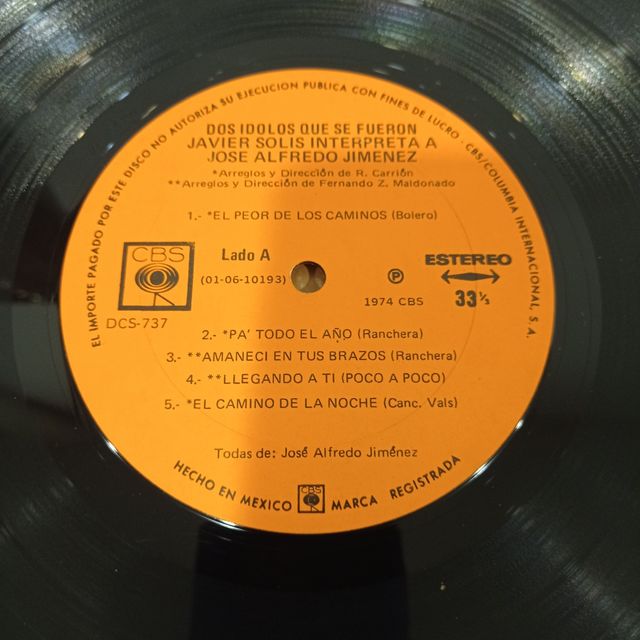 EL IMPORTE PAGADO POR ESTE DISCO NO AUTORIZA SU EJECUCION PUBLICA CON FINES DE LUCRO · CBS/COLUMBIA INTERNACIONAL, S.A.
DOS IDOLOS QUE SE FUERON
JAVIER SOLIS INTERPRETA A
JOSE ALFREDO JIMENEZ
*Arreglos y Dirección de R. Carrión
**Arreglos y Dirección de Fernando Z. Maldonado
1.- *EL PEOR DE LOS CAMINOS (Bolero)
CBS
Lado A
(01-06-10193)
DCS-737
ESTEREO
℗
1974 CBS
33 ⅓
2.- *PA' TODO EL AÑO (Ranchera)
3.- **AMANECI EN TUS BRAZOS (Ranchera)
4.- **LLEGANDO A TI (POCO A POCO)
5.- *EL CAMINO DE LA NOCHE (Canc. Vals)
Todas de: José Alfredo Jiménez
HECHO EN MEXICO CBS MARCA REGISTRADA